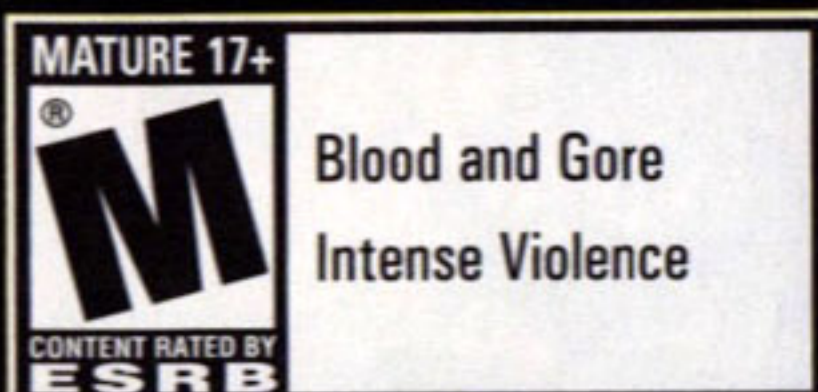 MATURE 17+
®
M
CONTENT RATED BY
ESRB
Blood and Gore
Intense Violence